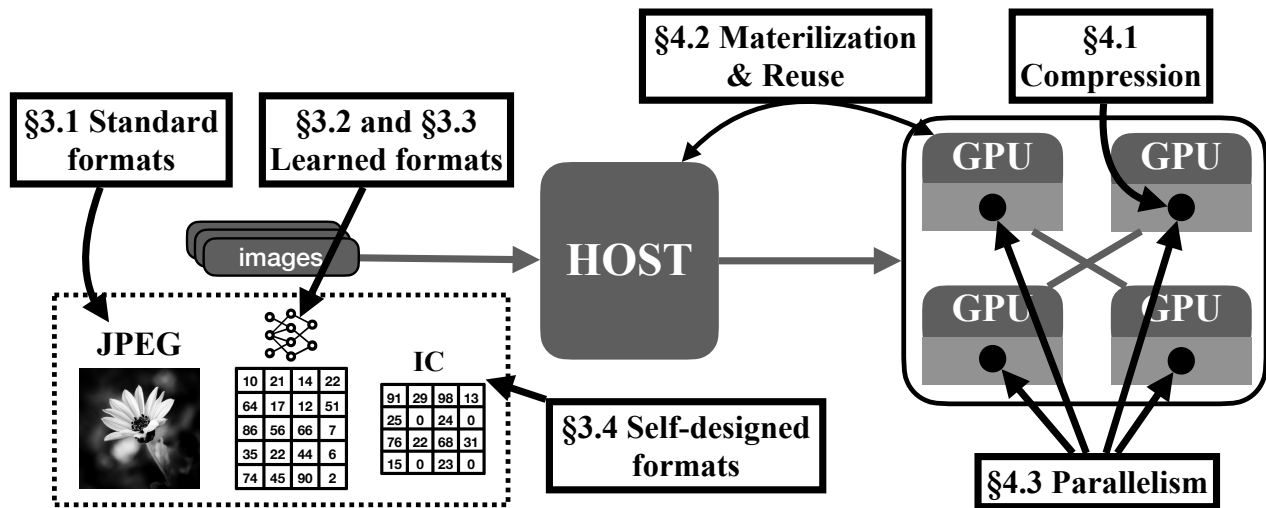 §4.2 Materilization
& Reuse
§4.1
Compression
§3.1 Standard
formats
§3.2 and §3.3
Learned formats
GPU
GPU
HOST
images
GPU
GPU
JPEG
IC
10 21 14 22
64 17 12 51
86 56 66 7
35 22 44 6
74 45 90 2
91 29 98 13
25 0 24 0
76 22 68 31
15 0 23 0
§3.4 Self-designed
formats
§4.3 Parallelism